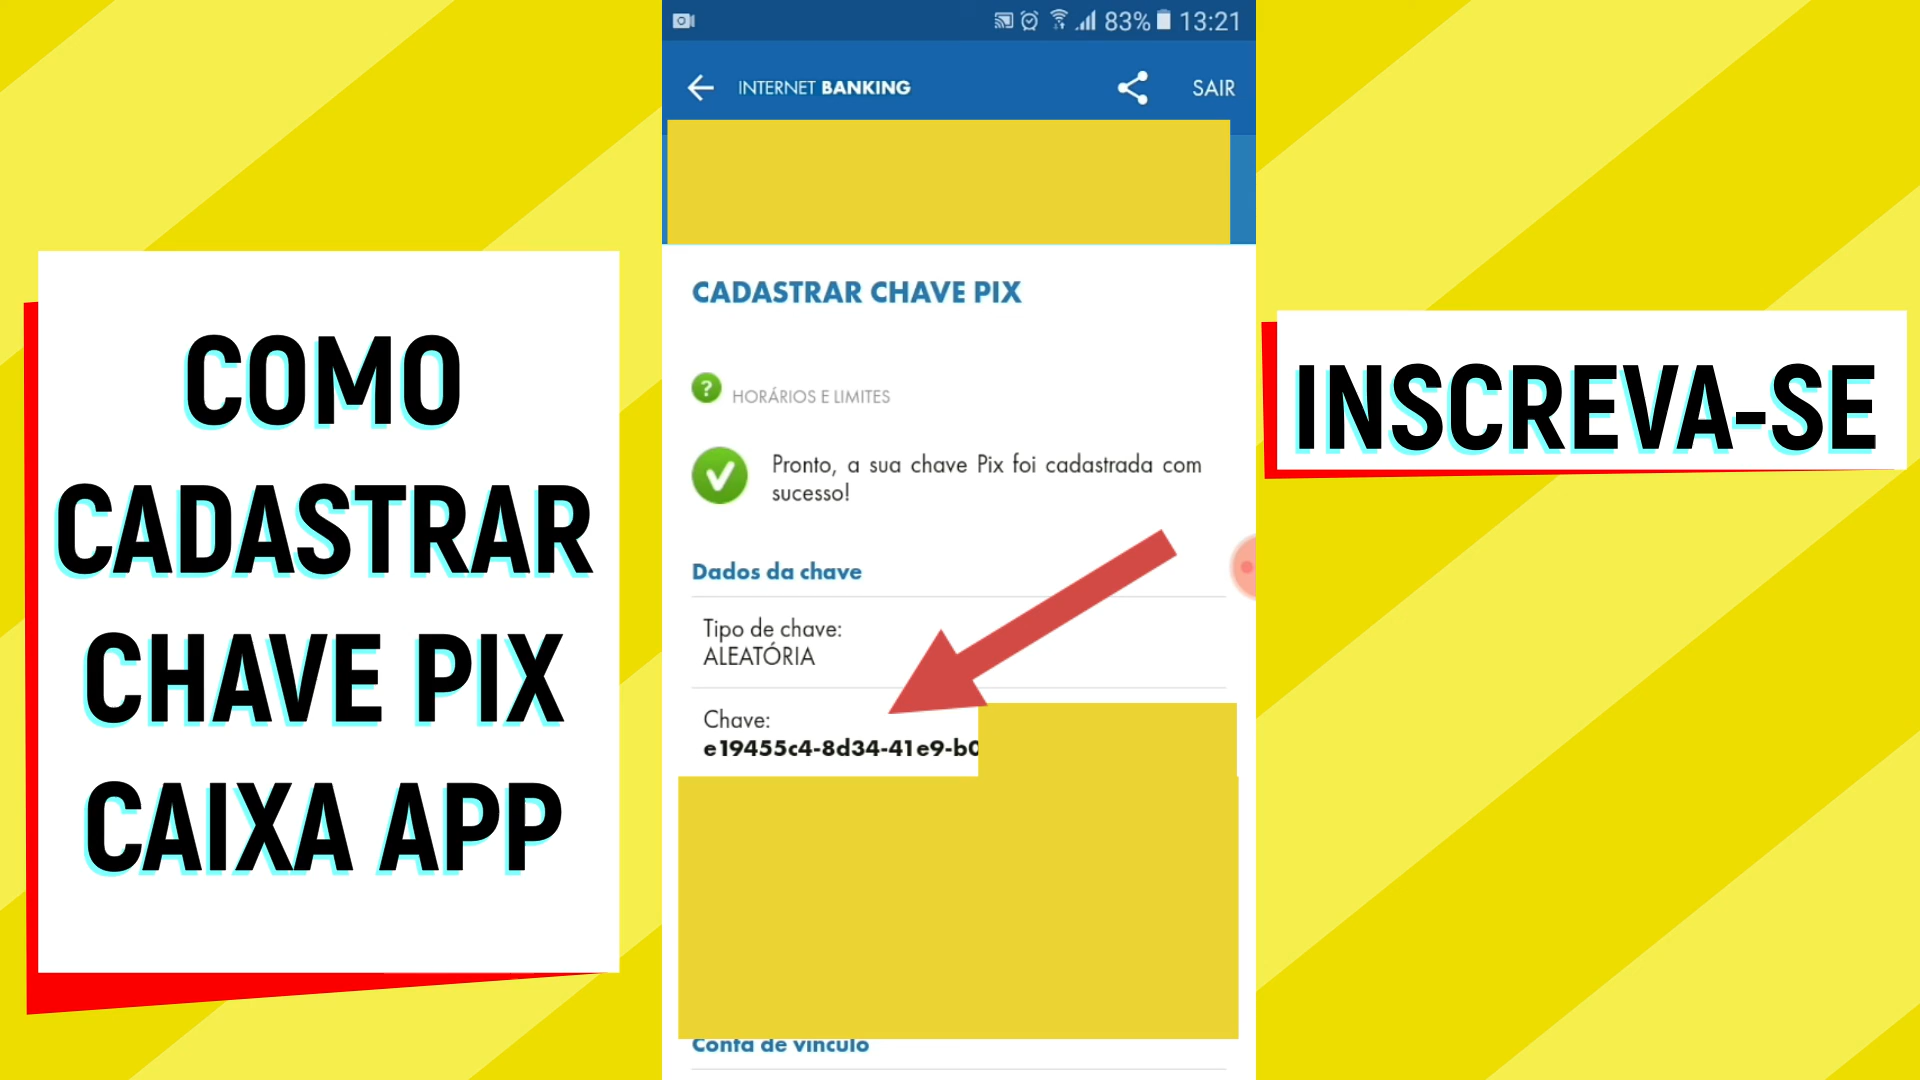 COMO
CADASTRAR
CHAVE PIX
CAIXA APP
83% 13:21
INTERNET BANKING
SAIR
CADASTRAR CHAVE PIX
? HORÁRIOS E LIMITES
Pronto, a sua chave Pix foi cadastrada com
sucesso!
Dados da chave
Tipo de chave:
ALEATÓRIA
Chave:
e19455c4-8d34-41e9-b0
Conta de vínculo
INSCREVA-SE